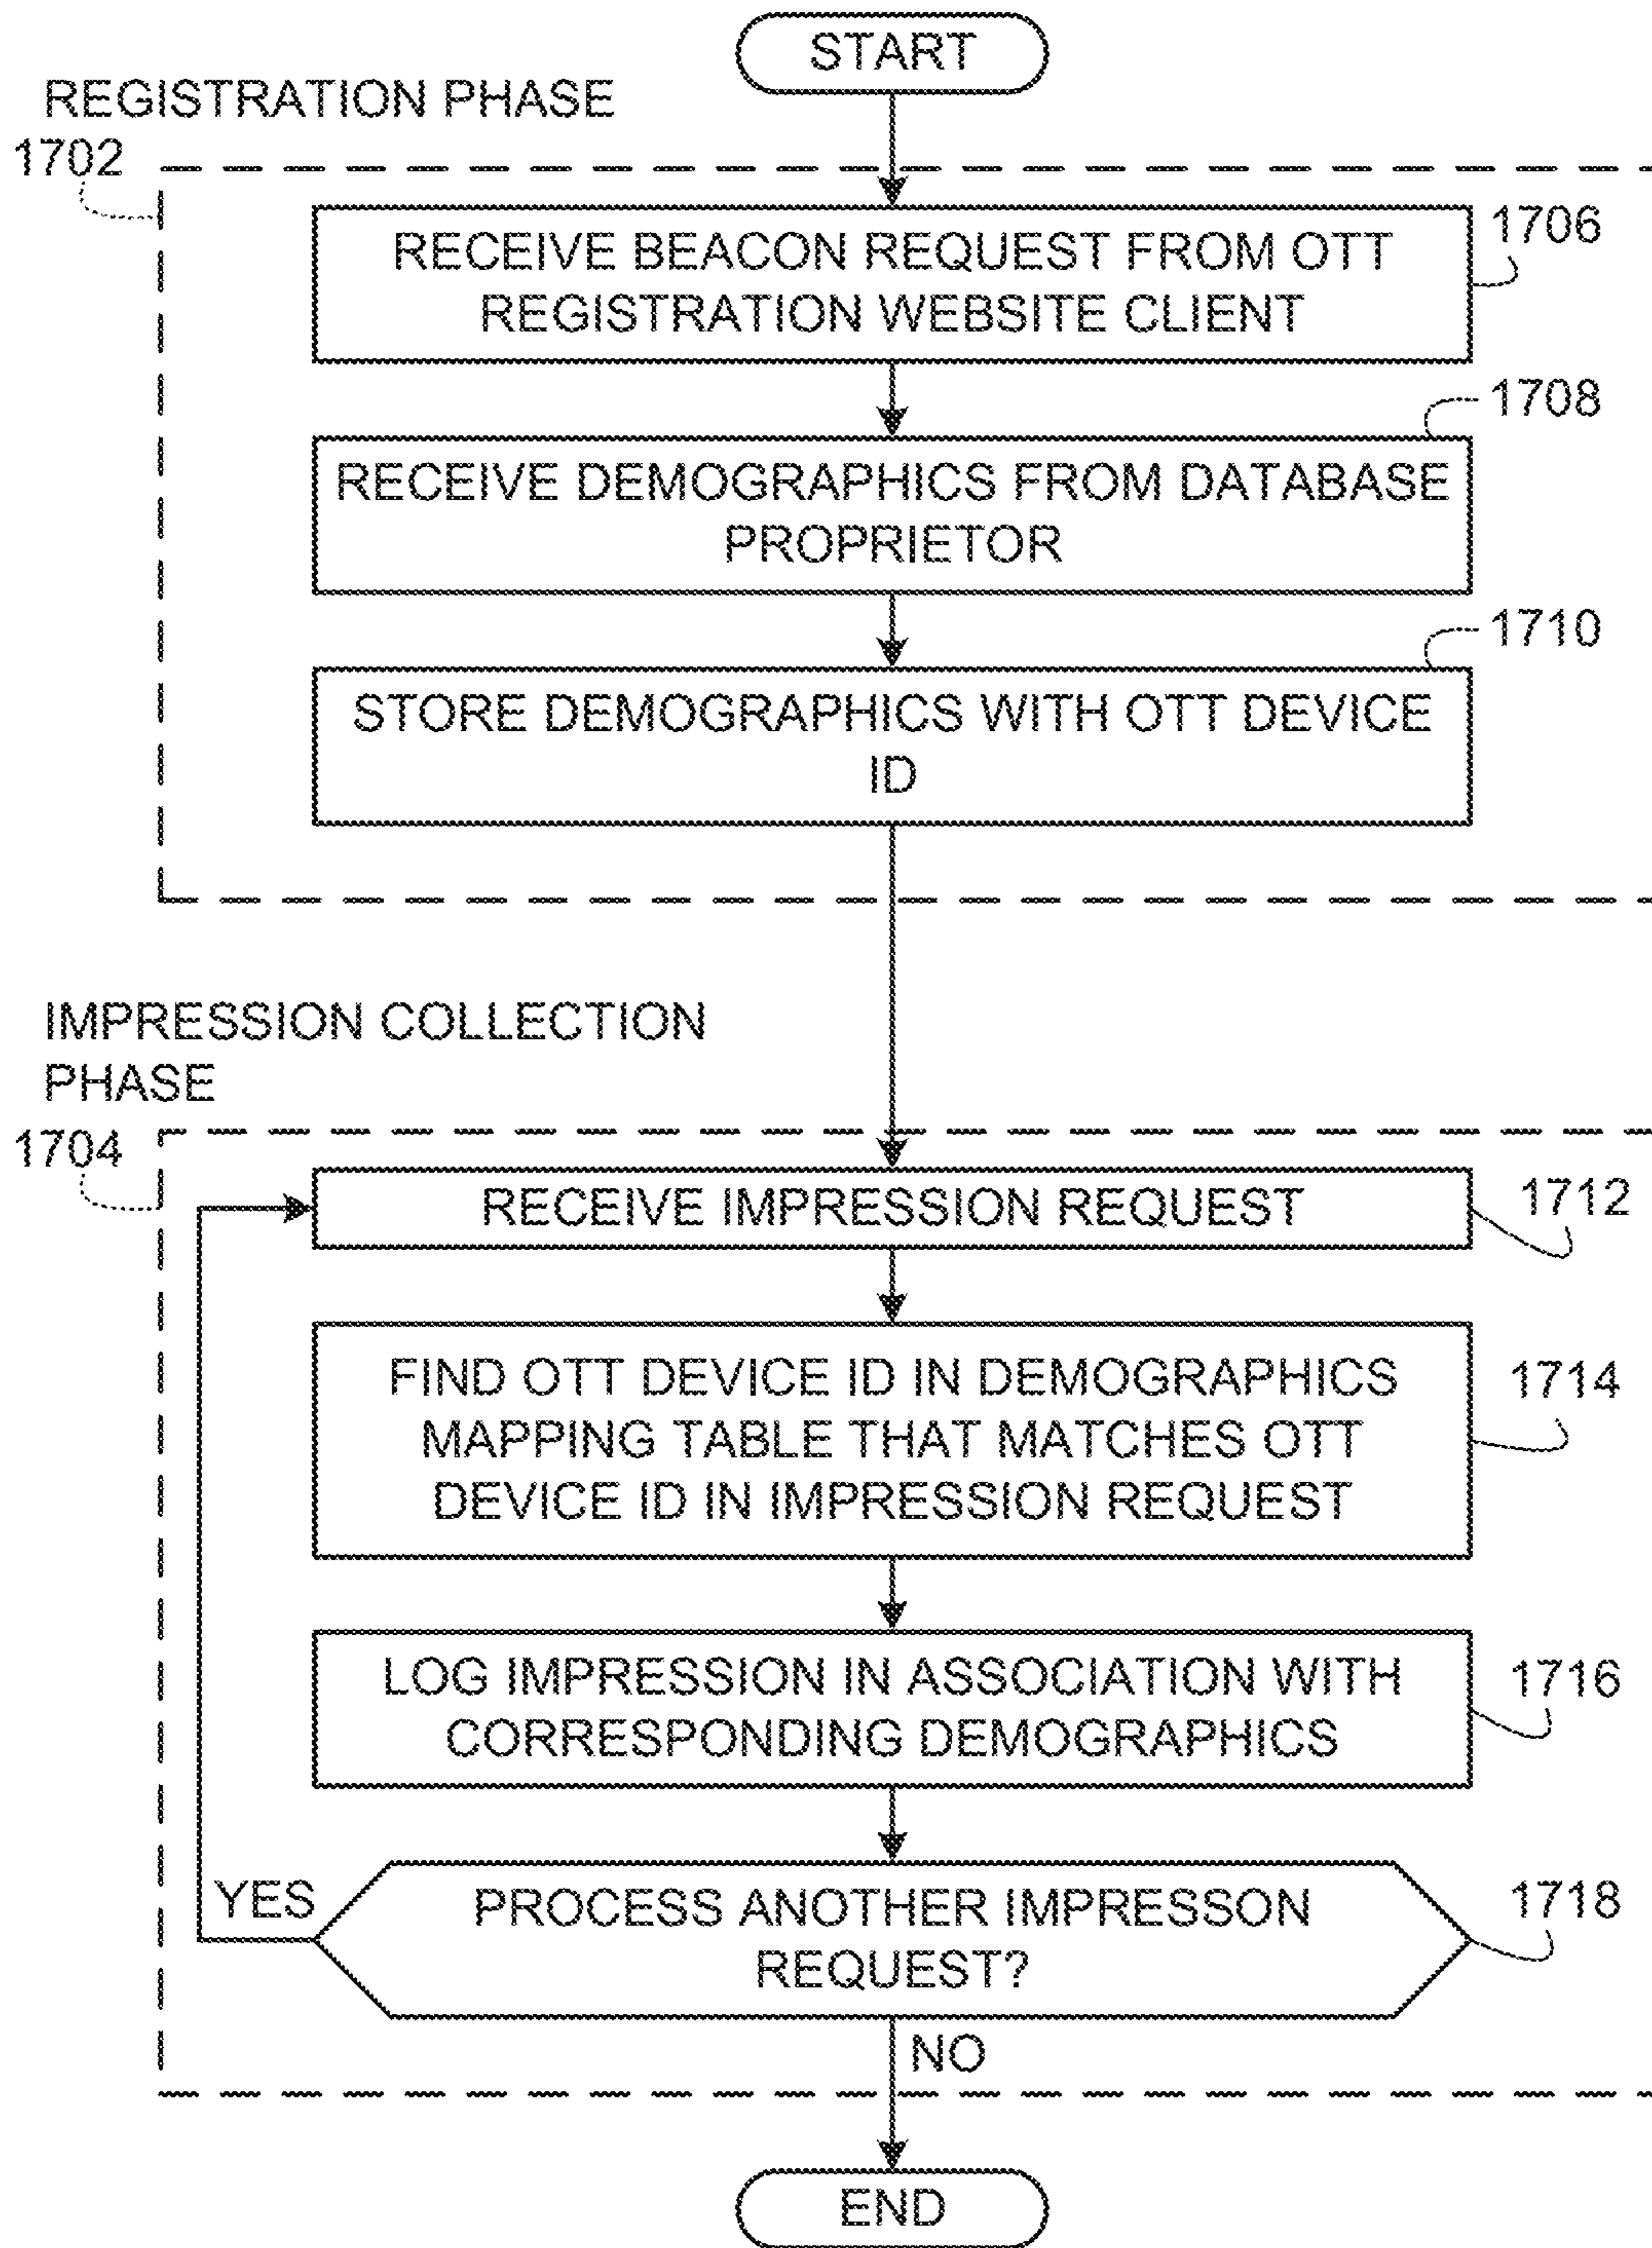 START
REGISTRATION PHASE
1702
RECEIVE BEACON REQUEST FROM OTT
REGISTRATION WEBSITE CLIENT
1706
1708
RECEIVE DEMOGRAPHICS FROM DATABASE
PROPRIETOR
1710
STORE DEMOGRAPHICS WITH OTT DEVICE
ID
IMPRESSION COLLECTION
PHASE
1704
RECEIVE IMPRESSION REQUEST
1712
FIND OTT DEVICE ID IN DEMOGRAPHICS
MAPPING TABLE THAT MATCHES OTT
DEVICE ID IN IMPRESSION REQUEST
1714
LOG IMPRESSION IN ASSOCIATION WITH
CORRESPONDING DEMOGRAPHICS
1716
YES
PROCESS ANOTHER IMPRESSON
REQUEST?
1718
NO
END